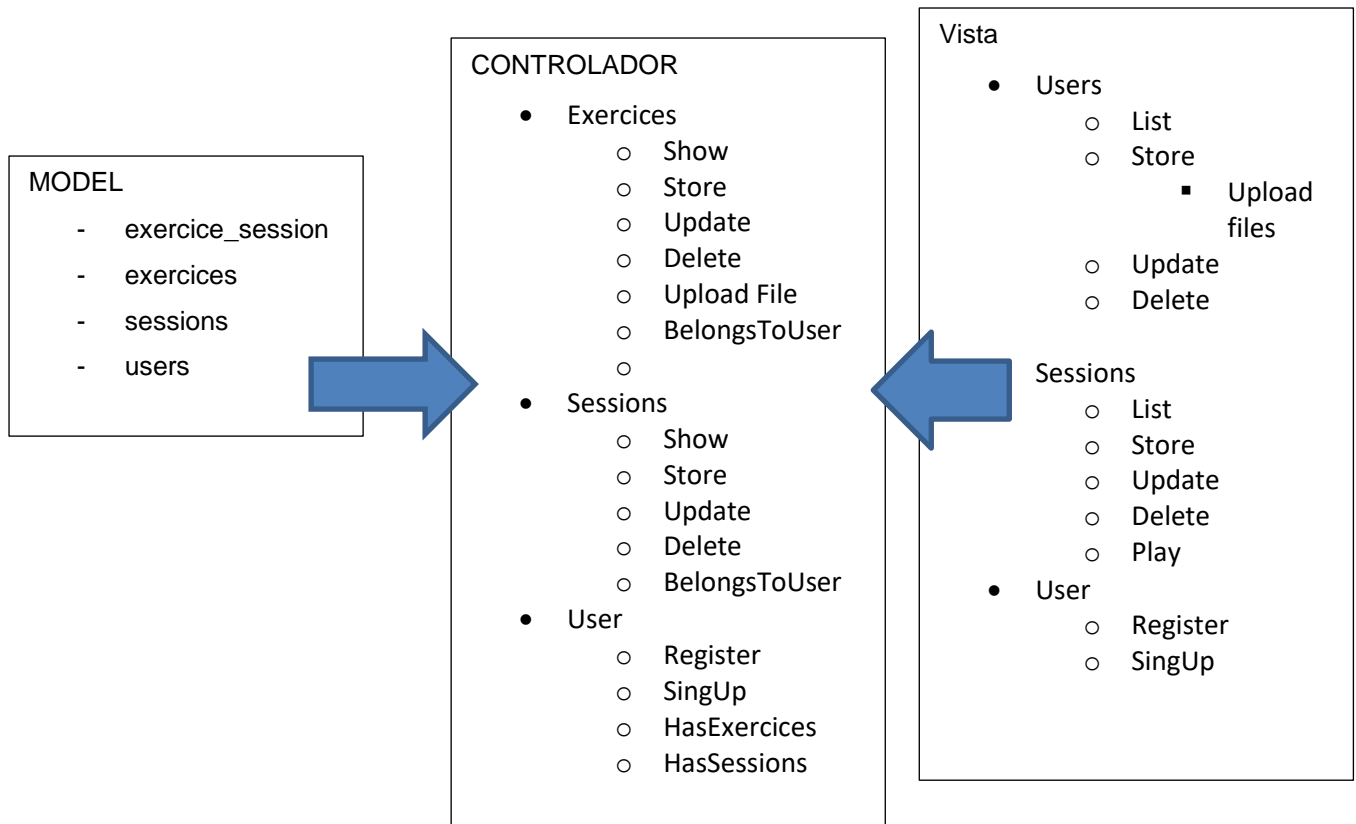 MODEL
- exercice_session
- exercices
- sessions
- users
CONTROLADOR
● Exercices
○ Show
○ Store
○ Update
○ Delete
○ Upload File
○ BelongsToUser
○
● Sessions
○ Show
○ Store
○ Update
○ Delete
○ BelongsToUser
● User
○ Register
○ SingUp
○ HasExercices
○ HasSessions
Vista
● Users
○ List
○ Store
▪ Upload
files
○ Update
○ Delete
Sessions
○ List
○ Store
○ Update
○ Delete
○ Play
● User
○ Register
○ SingUp